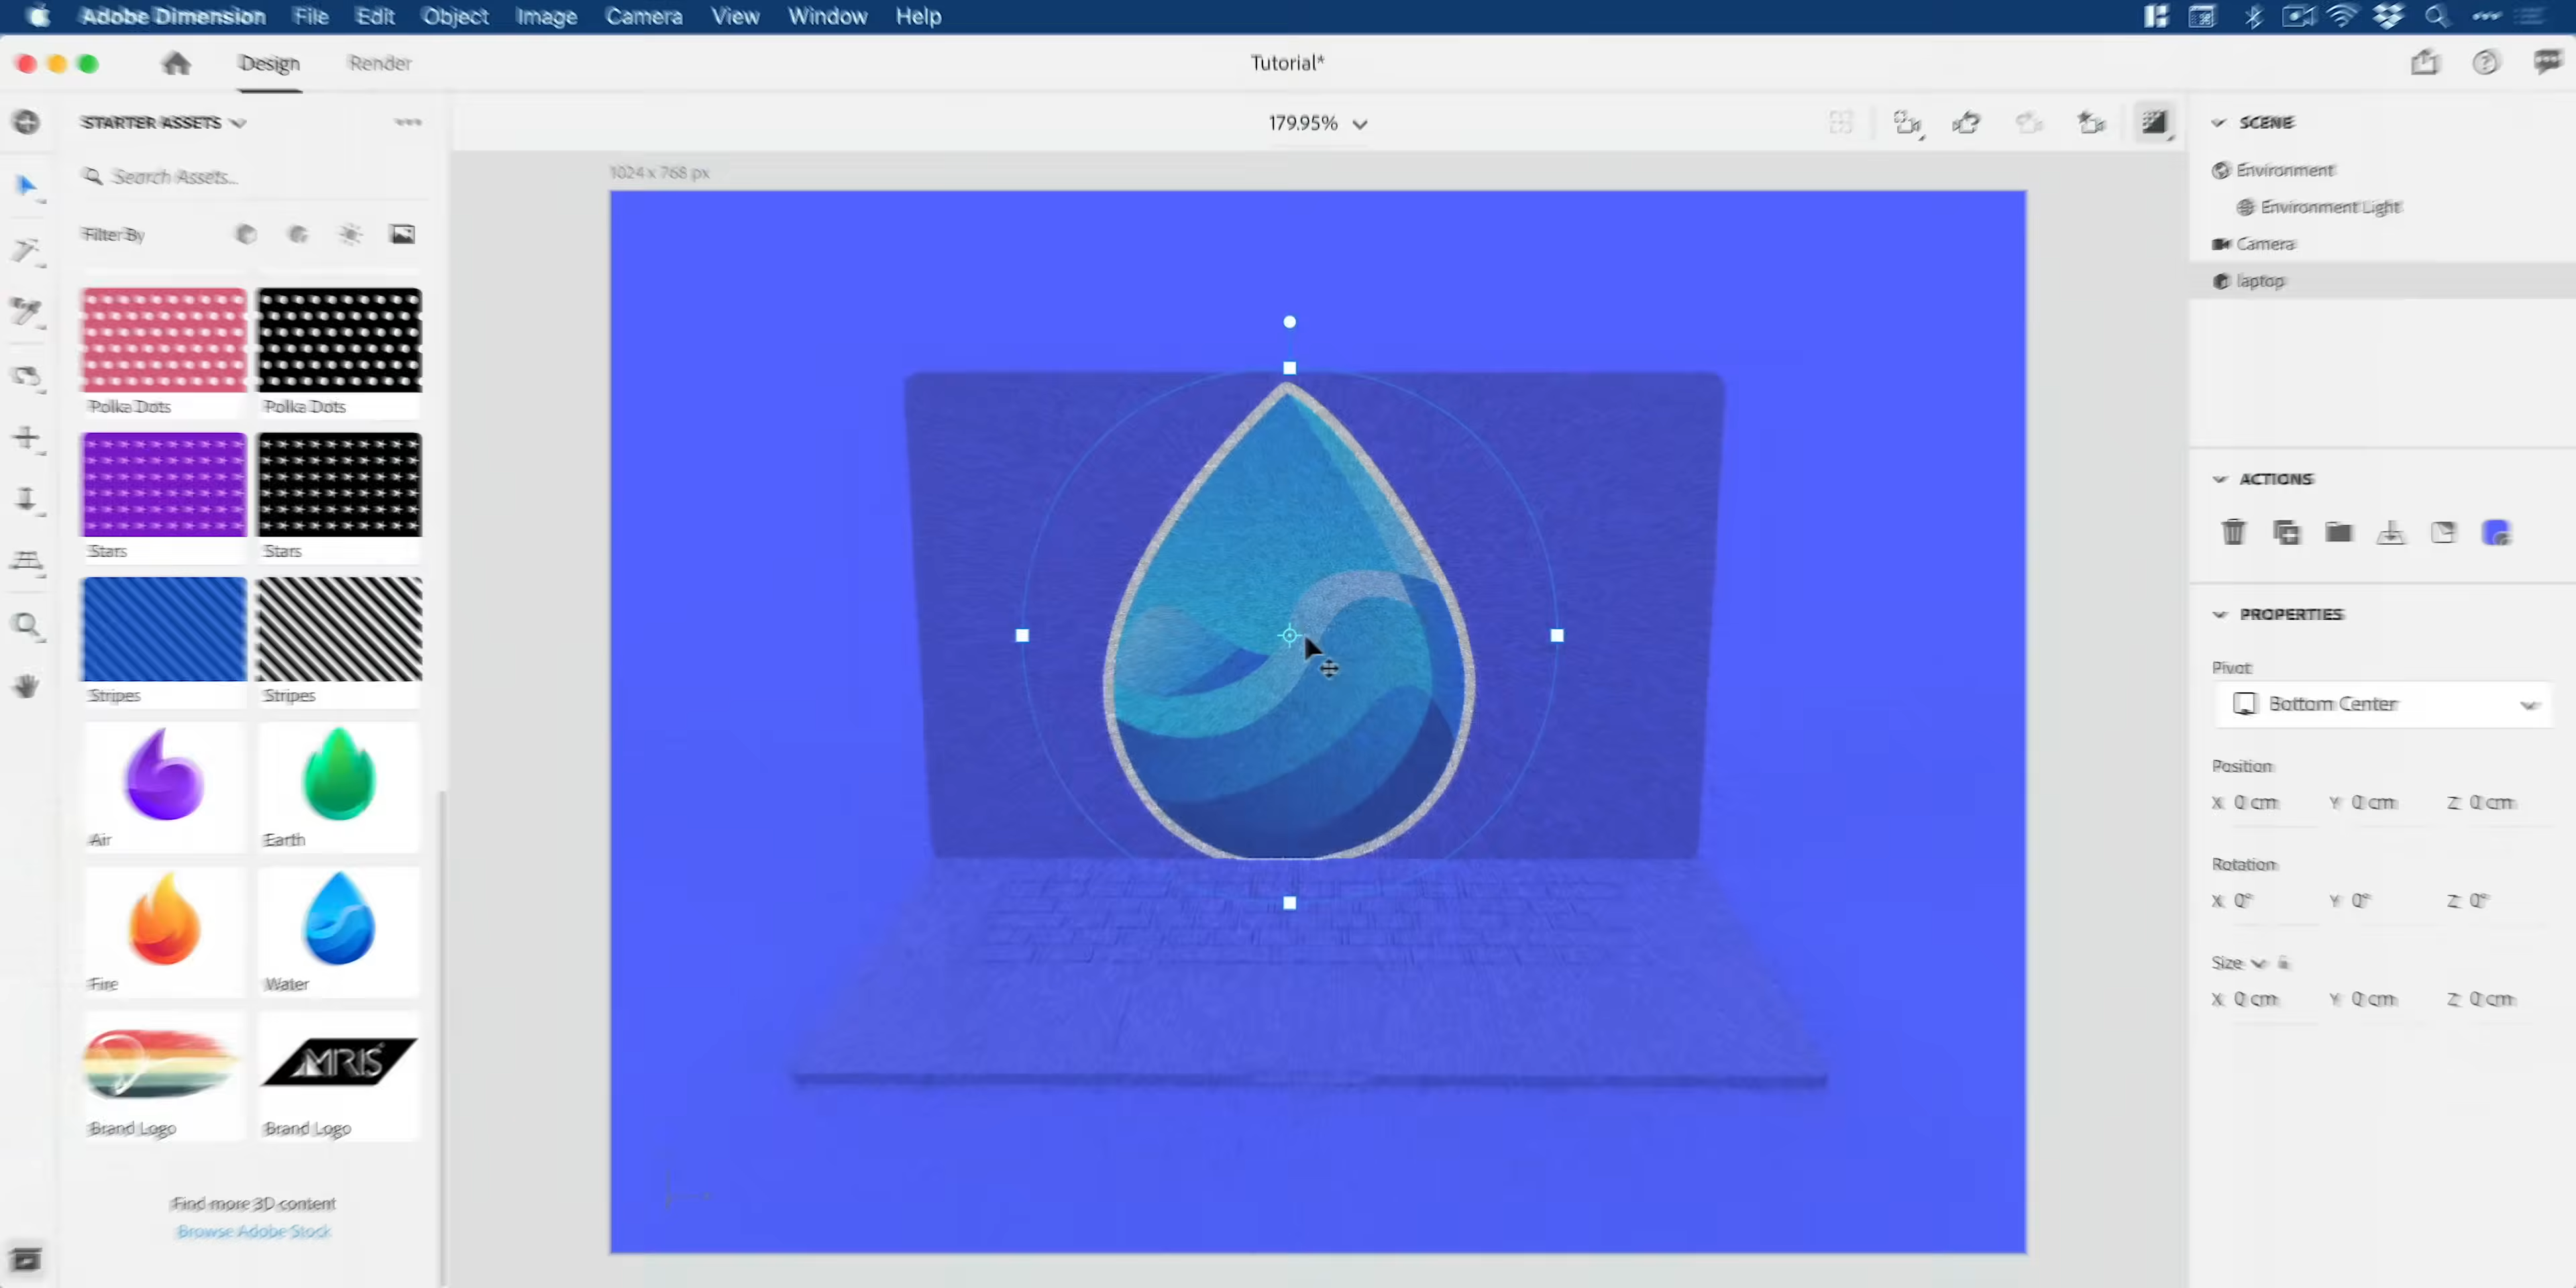 Adobe Dimension File Edit Object Image Camera View Window Help
Design Render Tutorial*
STARTER ASSETS
Search Assets...
Filter By
Polka Dots Polka Dots
Stars Stars
Stripes Stripes
Air Earth
Fire Water
MRIS
Brand Logo Brand Logo
Find more 3D content
Browse Adobe Stock
179.95%
1024 x 768 px
SCENE
Environment
Environment Light
Camera
laptop
ACTIONS
PROPERTIES
Pivot
Bottom Center
Position
X 0 cm Y 0 cm Z 0 cm
Rotation
X 0° Y 0° Z 0°
Size
X 0 cm Y 0 cm Z 0 cm